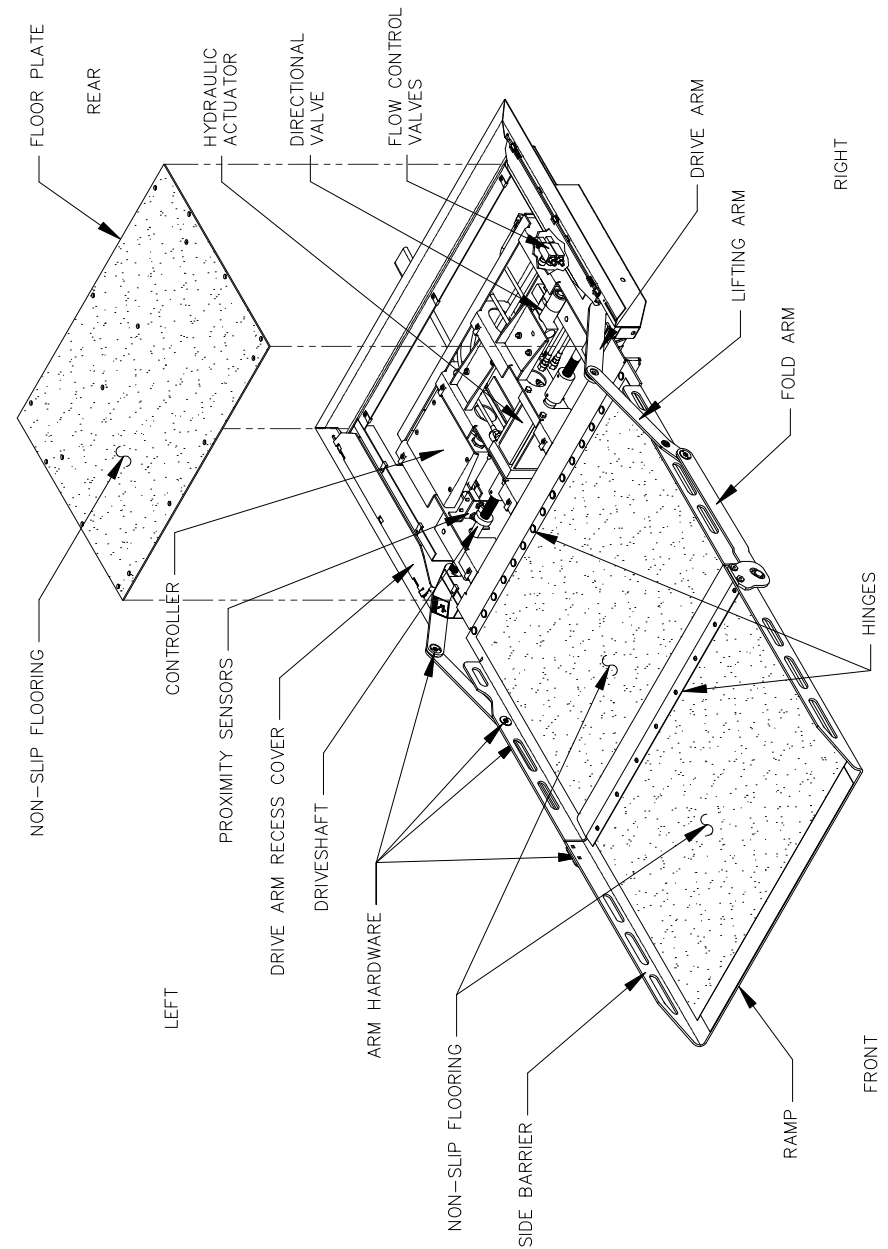 FLOOR PLATE
REAR
HYDRAULIC
ACTUATOR
DIRECTIONAL
VALVE
FLOW CONTROL
VALVES
DRIVE ARM
RIGHT
LIFTING ARM
FOLD ARM
HINGES
NON-SLIP FLOORING
CONTROLLER
PROXIMITY SENSORS
DRIVE ARM RECESS COVER
DRIVESHAFT
ARM HARDWARE
LEFT
NON-SLIP FLOORING
SIDE BARRIER
RAMP
FRONT